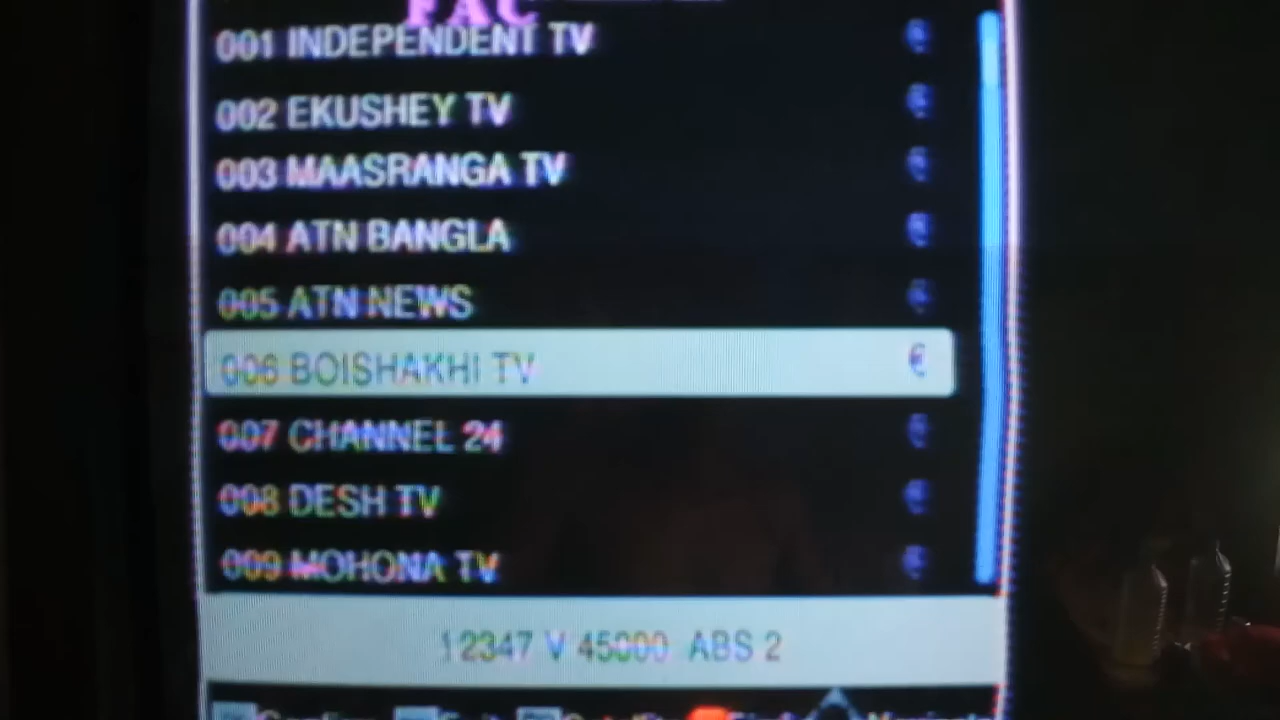 FAC
001 INDEPENDENT TV €
002 EKUSHEY TV €
003 MAASRANGA TV €
004 ATN BANGLA €
005 ATN NEWS €
006 BOISHAKHI TV €
007 CHANNEL 24 €
008 DESH TV €
009 MOHONA TV €
12347 V 45000 ABS 2